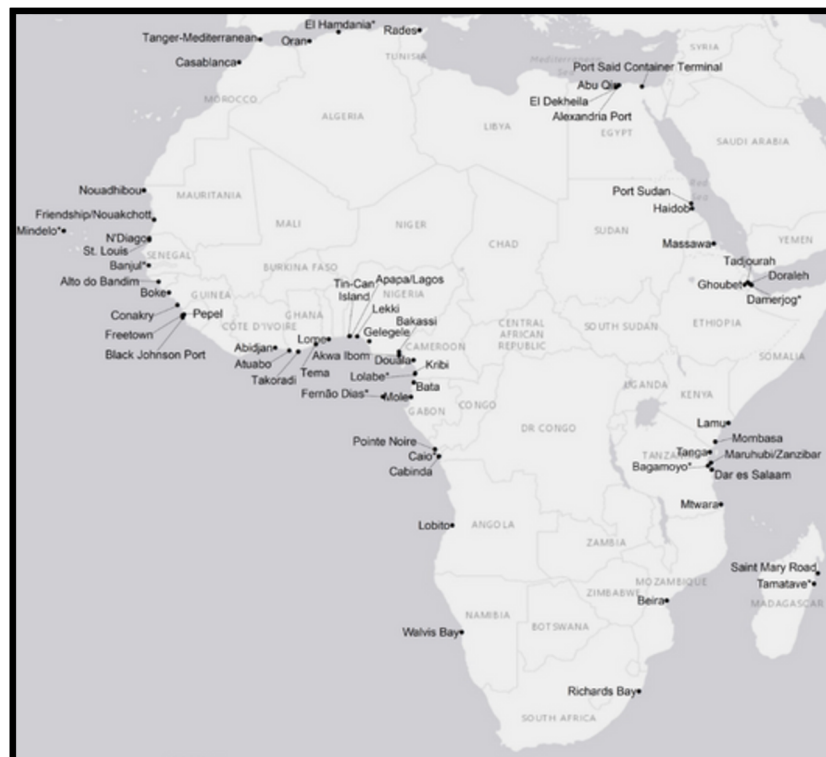 El Hamdania*
Tanger-Mediterranean
Oran
Rades
Casablanca
TUNISIA
Mediterranean
Sea
SYRIA
Port Said Container Terminal
Abu Qir
El Dekheila
Alexandria Port
MOROCCO
ALGERIA
LIBYA
EGYPT
SAUDI ARABIA
Nouadhibou
MAURITANIA
Port Sudan
Red
Sea
Haidob
Friendship/Nouakchott
Mindelo*
MALI
NIGER
SUDAN
N'Diago
St. Louis
SENEGAL
CHAD
Massawa
YEMEN
Banjul*
BURKINA FASO
Tadjourah
Alto do Bandim
Tin-Can
Island
Apapa/Lagos
Ghoubet
Doraleh
Boke
GUINEA
NIGERIA
Damerjog*
Conakry
Pepel
GHANA
Lekki
Freetown
CÔTE D'IVOIRE
Bakassi
Gelegele
CENTRAL
AFRICAN
REPUBLIC
SOUTH SUDAN
ETHIOPIA
Black Johnson Port
Abidjan
Lome
Akwa Ibom
Douala
CAMEROON
SOMALIA
Atuabo
Takoradi
Tema
Lolabe*
Kribi
Bata
UGANDA
KENYA
Fernão Dias*
Mole
GABON
CONGO
DR CONGO
Lamu
Pointe Noire
Mombasa
Caio*
Tanga
TANZANIA
Maruhubi/Zanzibar
Cabinda
Bagamoyo*
Dar es Salaam
Mtwara
Lobito
ANGOLA
ZAMBIA
Saint Mary Road
MOZAMBIQUE
Tamatave*
ZIMBABWE
Beira
MADAGASCAR
NAMIBIA
BOTSWANA
Walvis Bay
Richards Bay
SOUTH AFRICA